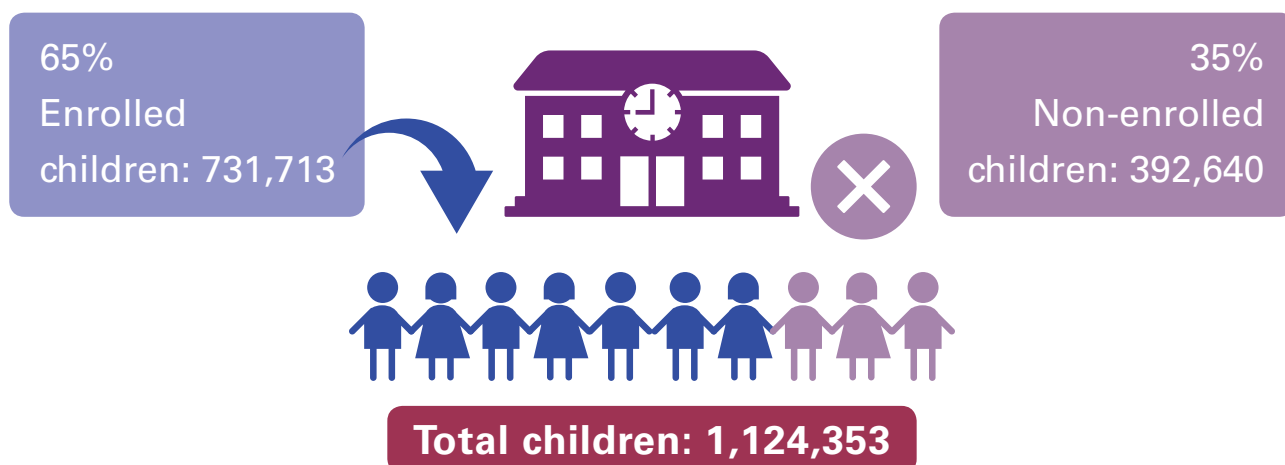 65%
Enrolled
children: 731,713
35%
Non-enrolled
children: 392,640
Total children: 1,124,353